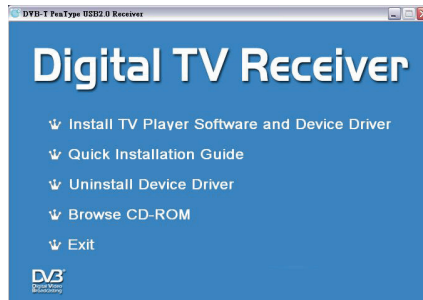 DVB-T PenType USB2.0 Receiver
Digital TV Receiver
Install TV Player Software and Device Driver
Quick Installation Guide
Uninstall Device Driver
Browse CD-ROM
Exit
DVB
Digital Video
Broadcasting